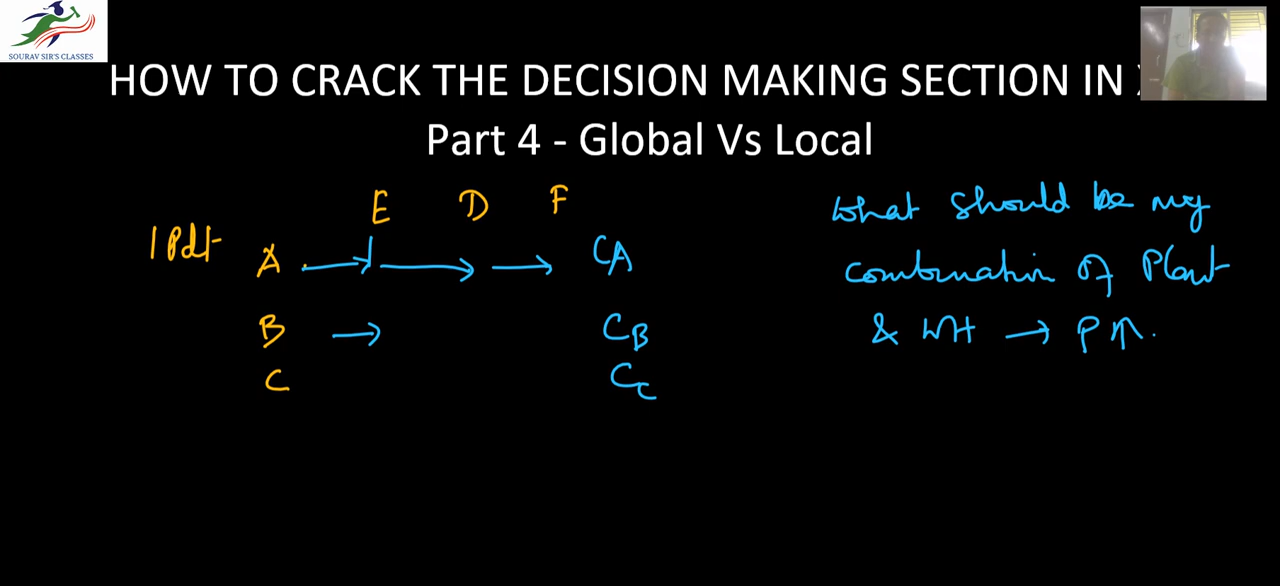 SOURAV SIR'S CLASSES
HOW TO CRACK THE DECISION MAKING SECTION IN
Part 4 - Global Vs Local
E D F
1 Pdt A CA
B CB
C CC
What should be my
combination of Plant
& WH → P ↑.